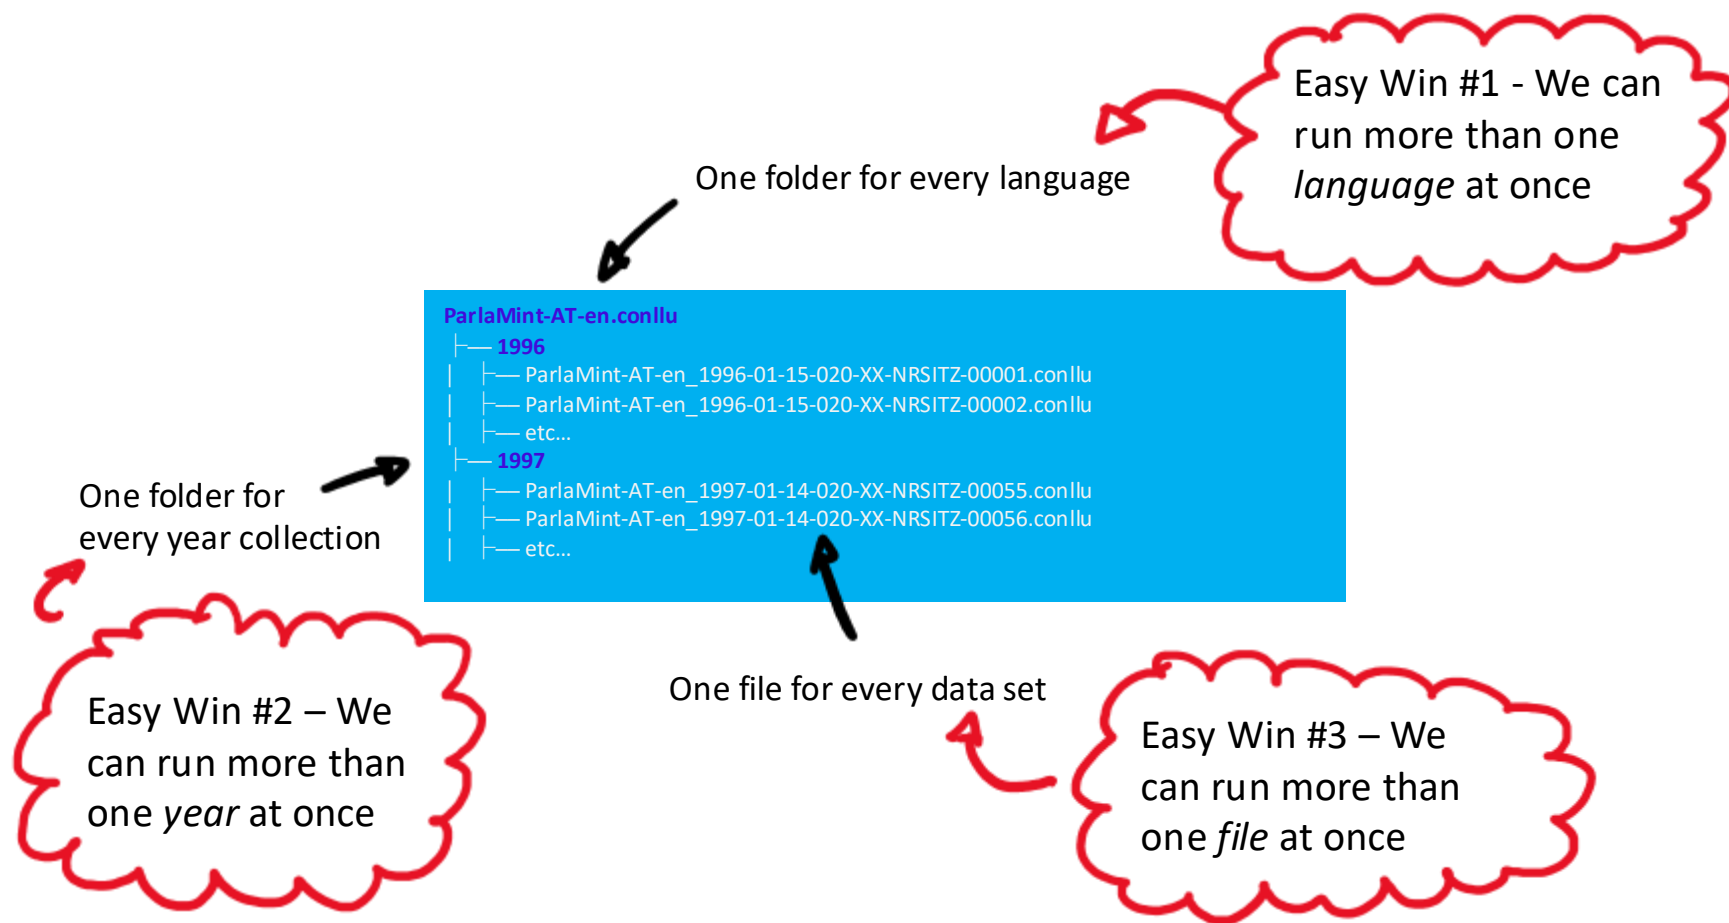 Easy Win #1 - We can
run more than one
language at once
One folder for every language
ParlaMint-AT-en.conllu
├── 1996
│ ├── ParlaMint-AT-en_1996-01-15-020-XX-NRSITZ-00001.conllu
│ ├── ParlaMint-AT-en_1996-01-15-020-XX-NRSITZ-00002.conllu
│ ├── etc...
├── 1997
│ ├── ParlaMint-AT-en_1997-01-14-020-XX-NRSITZ-00055.conllu
│ ├── ParlaMint-AT-en_1997-01-14-020-XX-NRSITZ-00056.conllu
│ ├── etc...
One folder for
every year collection
Easy Win #2 – We
can run more than
one year at once
One file for every data set
Easy Win #3 – We
can run more than
one file at once